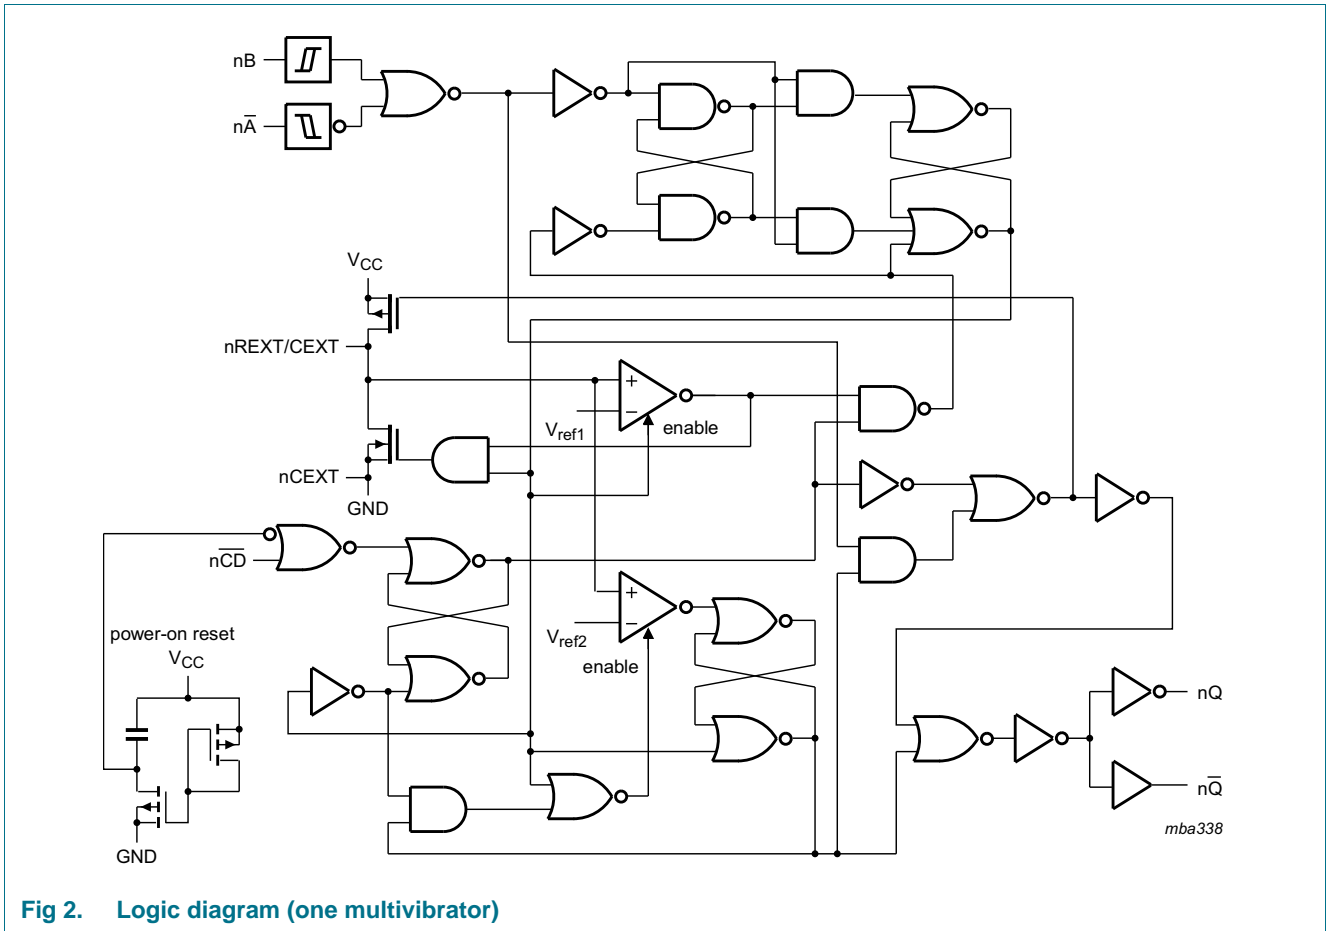 nB
nA̅
VCC
nREXT/CEXT
+
−
Vref1
enable
nCEXT
GND
nC̅D̅
+
−
Vref2
enable
power-on reset
VCC
nQ
nQ̅
GND
mba338
Fig 2. Logic diagram (one multivibrator)